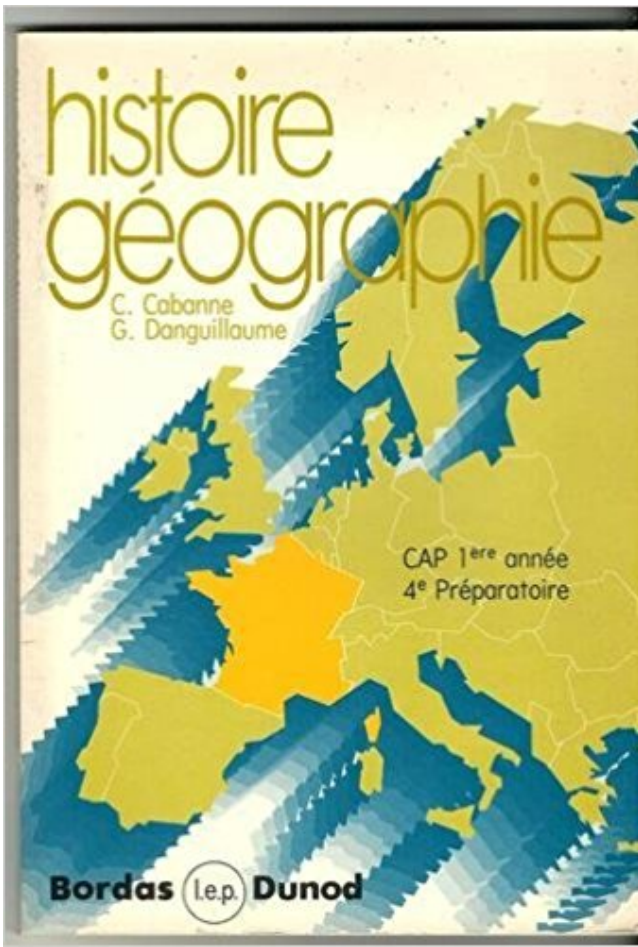 histoire
géographie
C. Cabanne
G. Danguillaume
CAP 1ère année
4e Préparatoire
Bordas l.e.p. Dunod